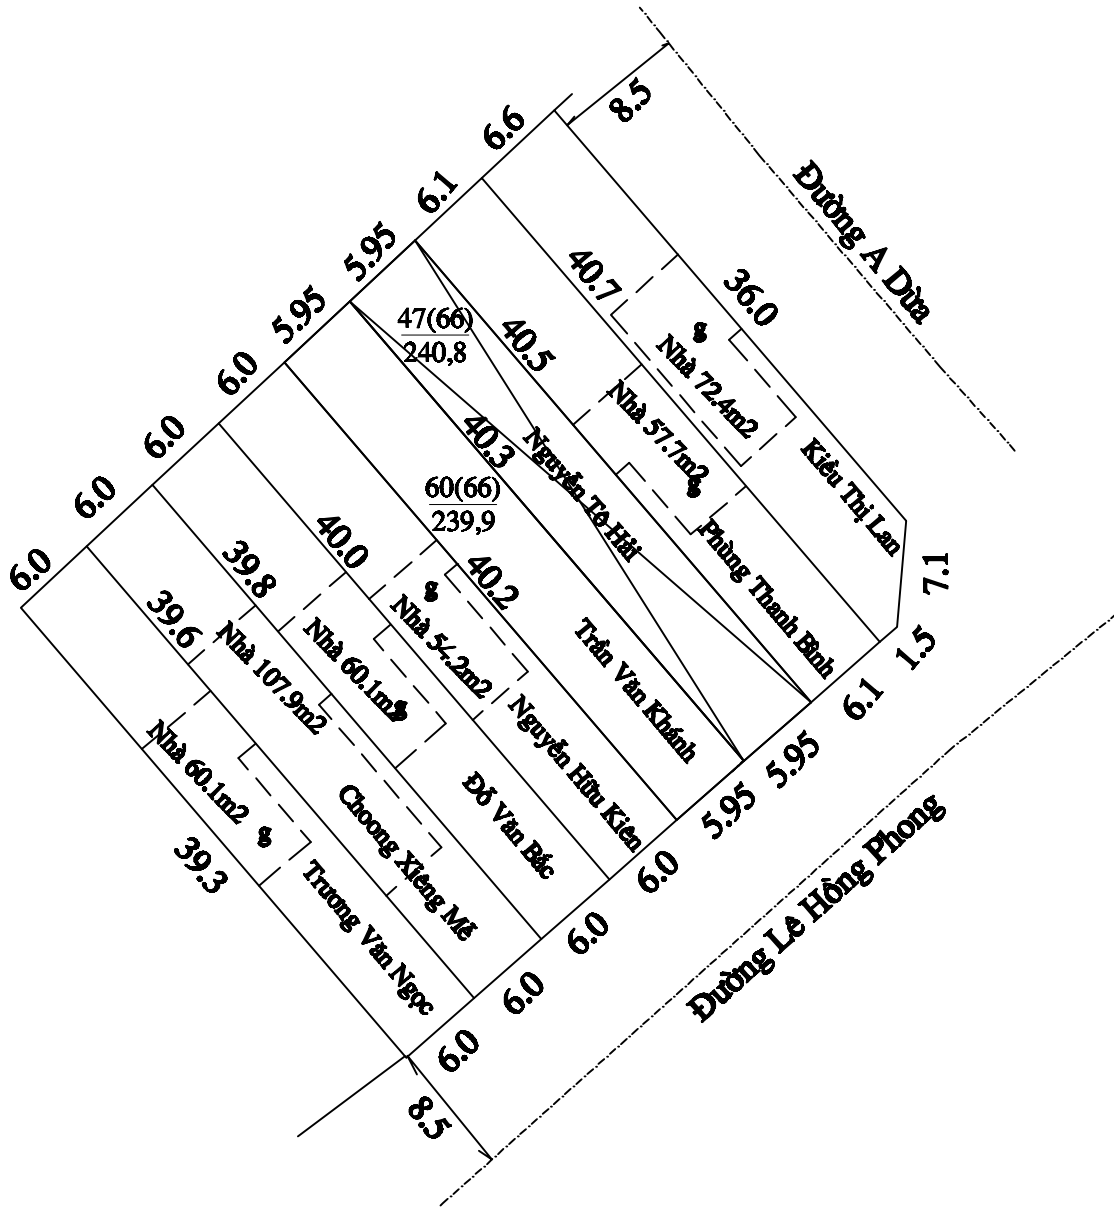 8.5
6.6
6.1
5.95
5.95
6.0
6.0
6.0
6.0
Đường A Dừa
36.0
40.7
40.5
40.3
40.2
40.0
39.8
39.6
39.3
47(66)
240,8
60(66)
239,9
g
Nhà 72.4m2
Kiều Thị Lan
Nhà 57.7m2
g
Phùng Thanh Bình
Nguyễn Tô Hải
Trần Văn Khánh
g
Nhà 54.2m2
Nguyễn Hữu Kiên
Nhà 60.1m2
g
Đỗ Văn Bắc
Nhà 107.9m2
Choong Xiêng Mễ
Nhà 60.1m2
g
Trương Văn Ngọc
7.1
1.5
6.1
5.95
5.95
6.0
6.0
6.0
6.0
8.5
Đường Lê Hồng Phong